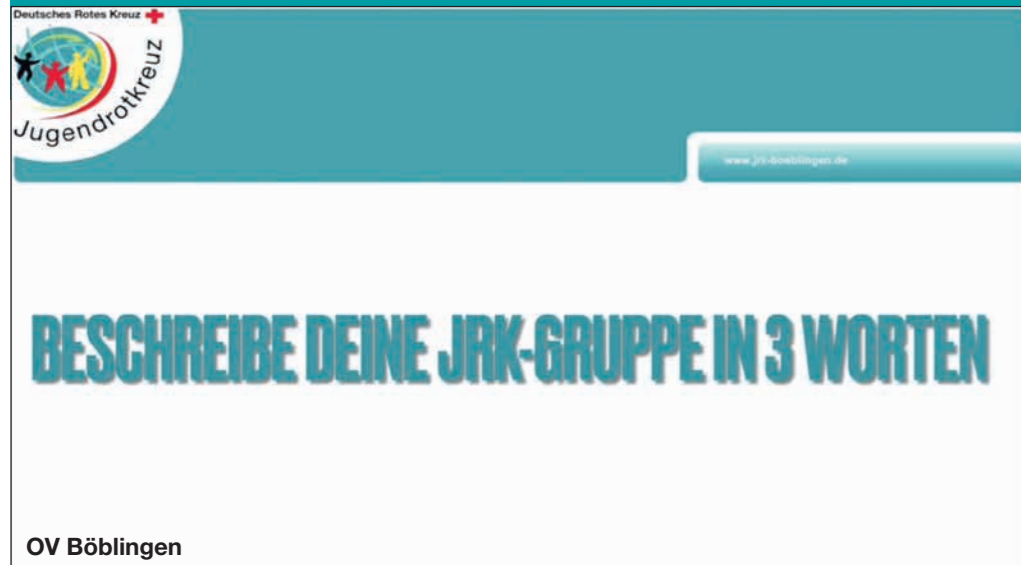 Deutsches Rotes Kreuz
Jugendrotkreuz
www.jrk-boeblingen.de
BESCHREIBE DEINE JRK-GRUPPE IN 3 WORTEN
OV Böblingen